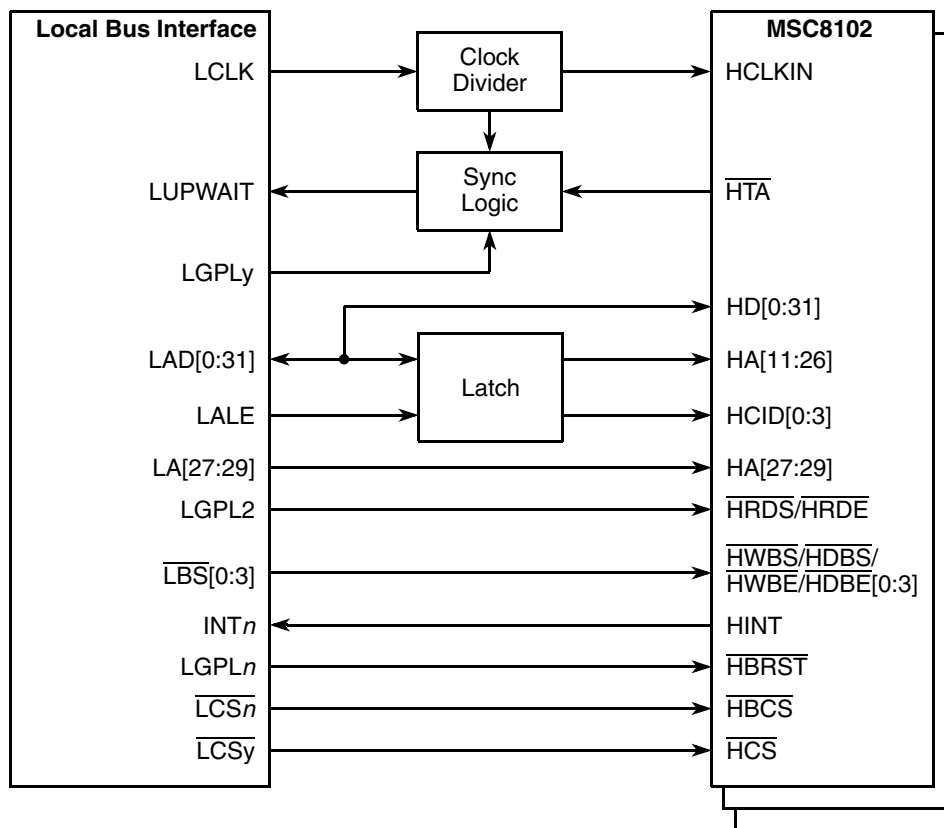 Local Bus Interface
MSC8102
LCLK
Clock
Divider
HCLKIN
LUPWAIT
Sync
Logic
HTA
LGPLy
HD[0:31]
LAD[0:31]
Latch
HA[11:26]
LALE
HCID[0:3]
LA[27:29]
HA[27:29]
LGPL2
HRDS/HRDE
LBS[0:3]
HWBS/HDBS/
HWBE/HDBE[0:3]
INTn
HINT
LGPLn
HBRST
LCSn
HBCS
LCSy
HCS